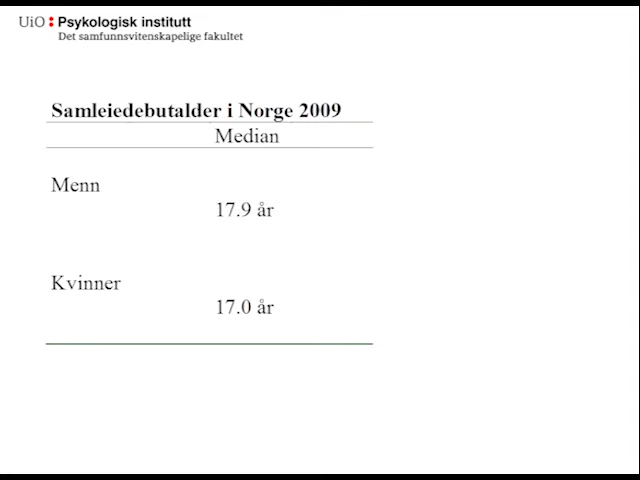 UiO: Psykologisk institutt
Det samfunnsvitenskapelige fakultet
Samleiedebutalder i Norge 2009
Median
Menn
17.9 år
Kvinner
17.0 år